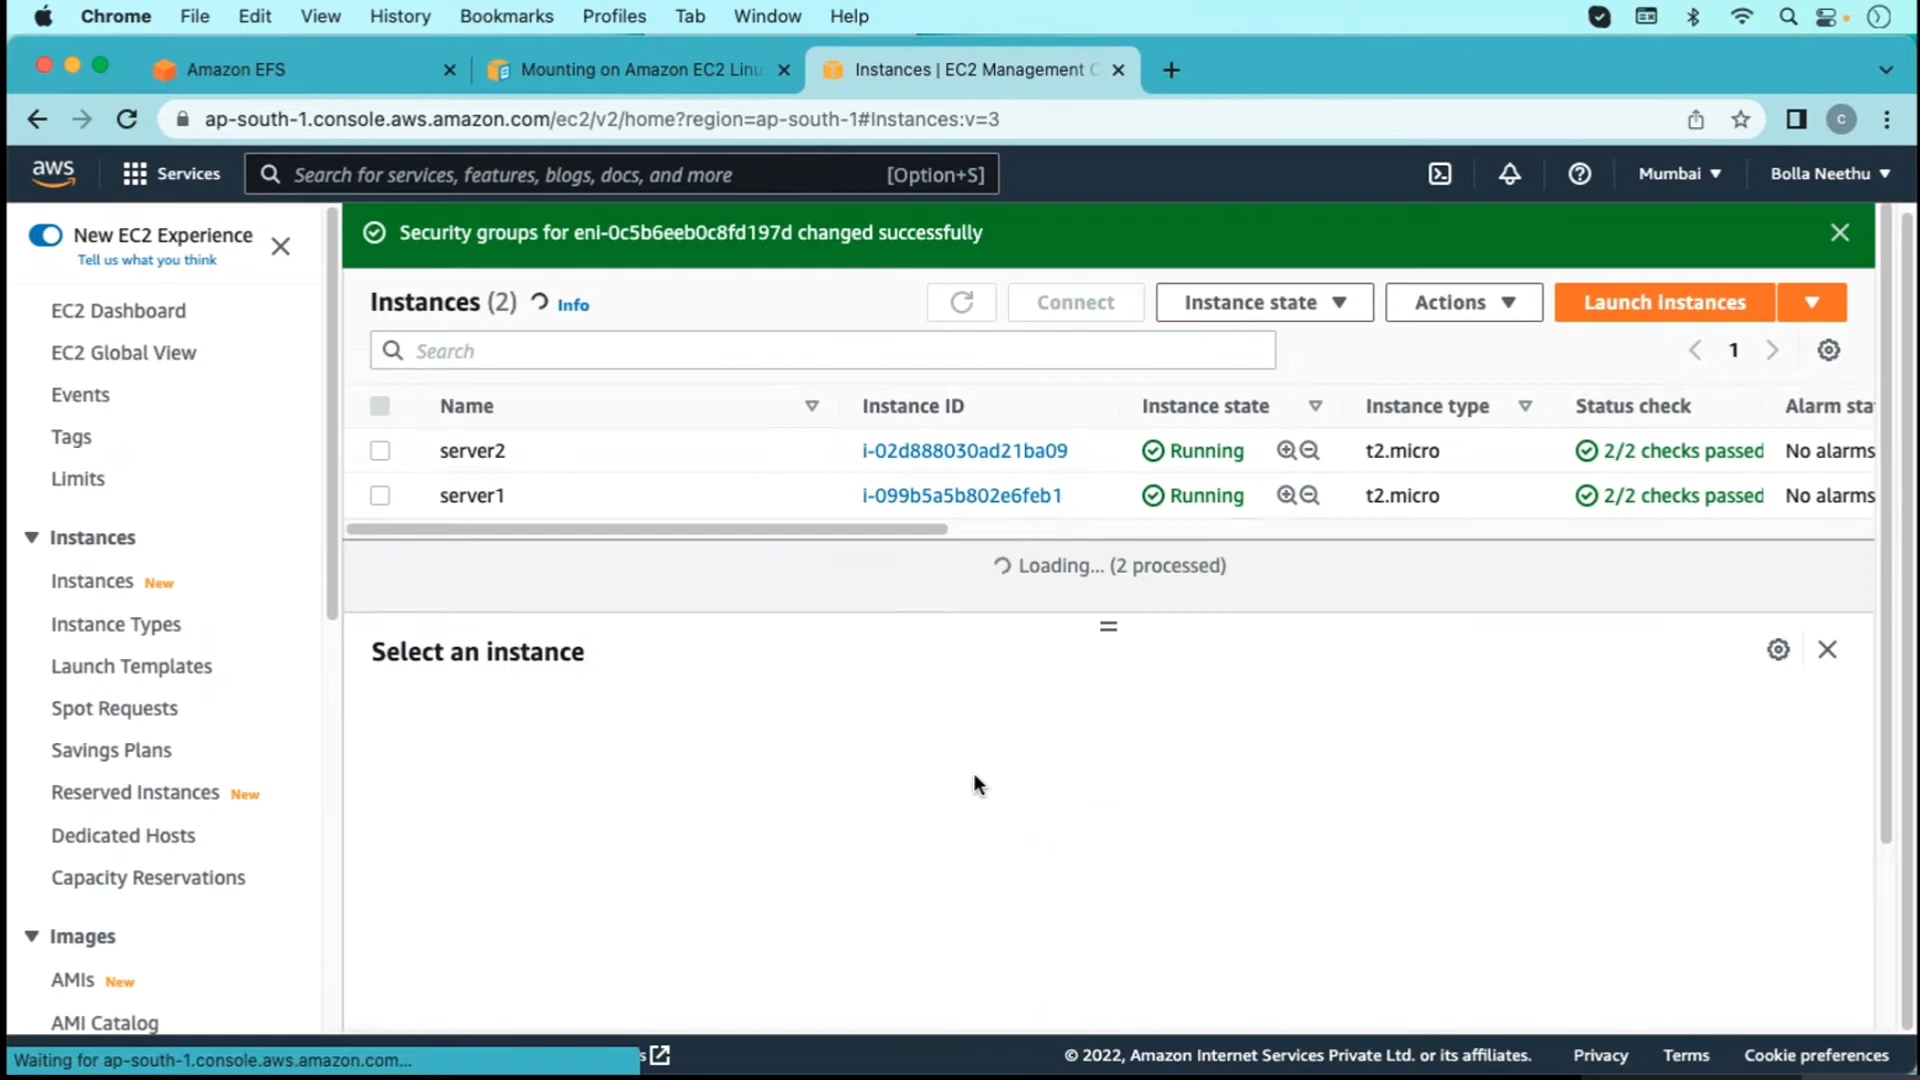 Chrome File Edit View History Bookmarks Profiles Tab Window Help
Amazon EFS Mounting on Amazon EC2 Linu Instances | EC2 Management C
ap-south-1.console.aws.amazon.com/ec2/v2/home?region=ap-south-1#Instances:v=3 c
aws Services Search for services, features, blogs, docs, and more [Option+S] Mumbai Bolla Neethu
New EC2 Experience
Tell us what you think
EC2 Dashboard
EC2 Global View
Events
Tags
Limits
Instances
Instances New
Instance Types
Launch Templates
Spot Requests
Savings Plans
Reserved Instances New
Dedicated Hosts
Capacity Reservations
Images
AMIs New
AMI Catalog
Security groups for eni-0c5b6eeb0c8fd197d changed successfully
Instances (2) Info Connect Instance state Actions Launch Instances
Search 1
Name Instance ID Instance state Instance type Status check Alarm sta
server2 i-02d888030ad21ba09 Running t2.micro 2/2 checks passed No alarms
server1 i-099b5a5b802e6feb1 Running t2.micro 2/2 checks passed No alarms
Loading... (2 processed)
Select an instance
Waiting for ap-south-1.console.aws.amazon.com... s © 2022, Amazon Internet Services Private Ltd. or its affiliates. Privacy Terms Cookie preferences